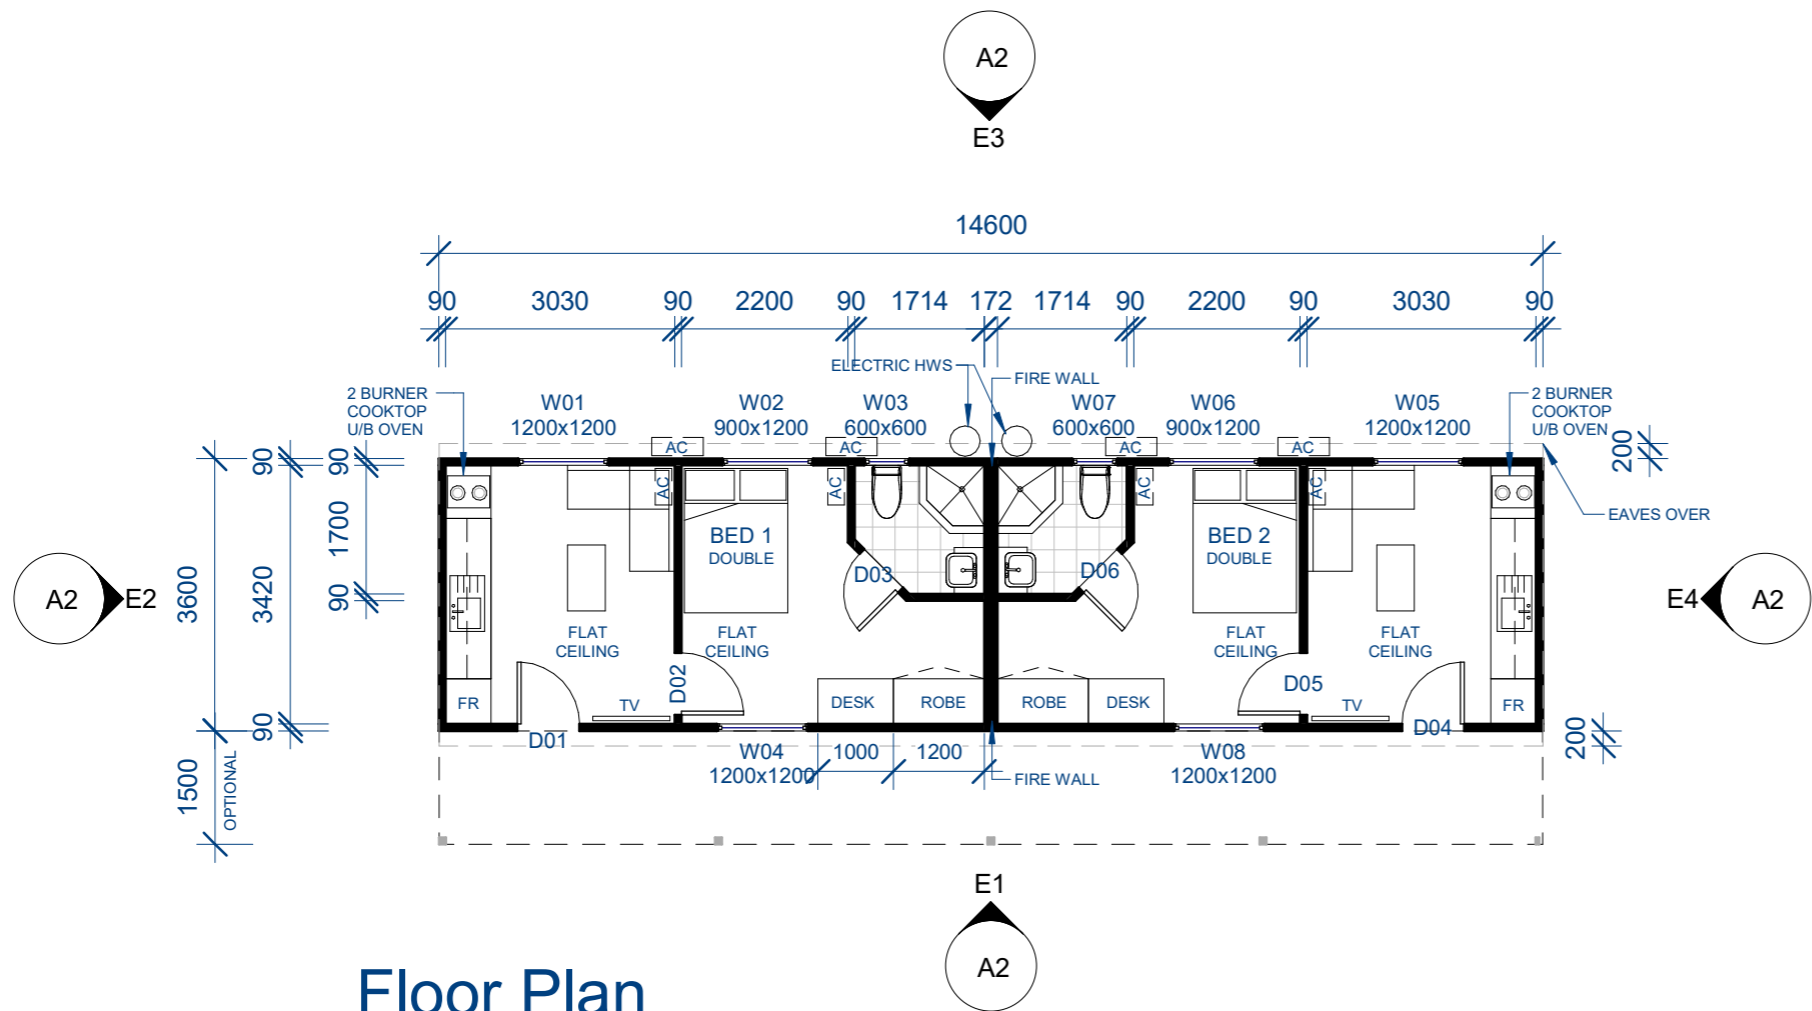 A2
E3
14600
90 3030 90 2200 90 1714 172 1714 90 2200 90 3030 90
ELECTRIC HWS
FIRE WALL
2 BURNER
COOKTOP
U/B OVEN
W01
1200x1200
W02
900x1200
W03
600x600
W07
600x600
W06
900x1200
W05
1200x1200
2 BURNER
COOKTOP
U/B OVEN
AC
AC
AC
AC
200
EAVES OVER
90
90
3600
3420
1700
90
90
1500
OPTIONAL
AC
AC
AC
AC
BED 1
DOUBLE
BED 2
DOUBLE
D03
D06
A2
E2
E4
A2
FLAT
CEILING
FLAT
CEILING
FLAT
CEILING
FLAT
CEILING
D02
D05
FR
TV
DESK
ROBE
ROBE
DESK
TV
FR
D01
D04
W04
1200x1200
1000
1200
FIRE WALL
W08
1200x1200
200
E1
A2
Floor Plan